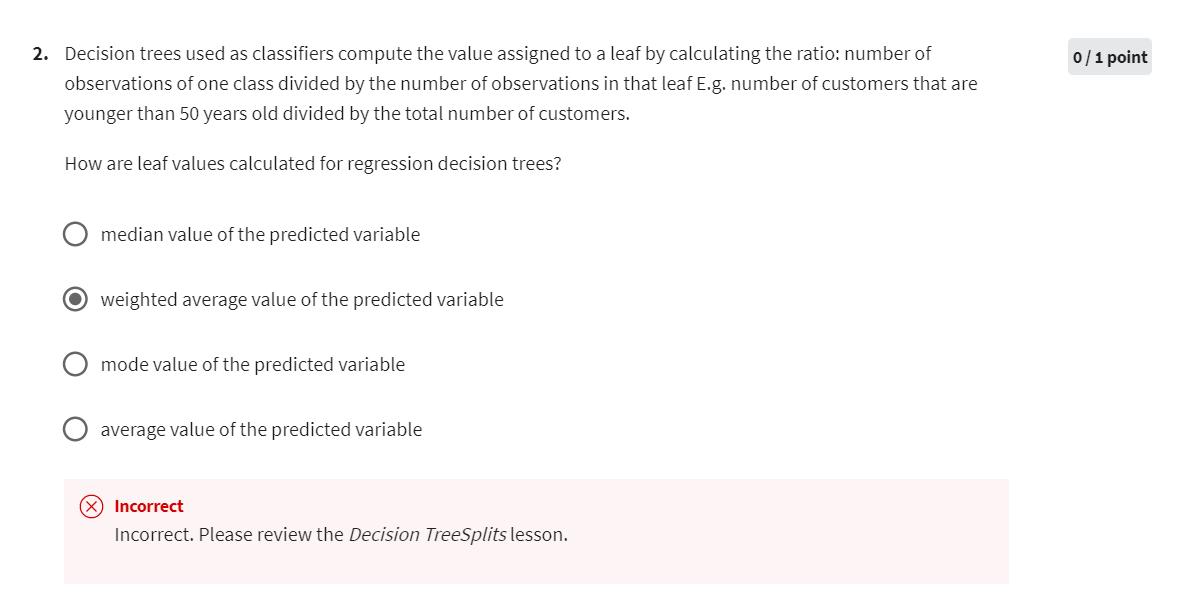 2. Decision trees used as classifiers compute the value assigned to a leaf by calculating the ratio: number of
0 / 1 point
observations of one class divided by the number of observations in that leaf E.g. number of customers that are
younger than 50 years old divided by the total number of customers.
How are leaf values calculated for regression decision trees?
median value of the predicted variable
weighted average value of the predicted variable
mode value of the predicted variable
average value of the predicted variable
Incorrect
Incorrect. Please review the Decision TreeSplits lesson.